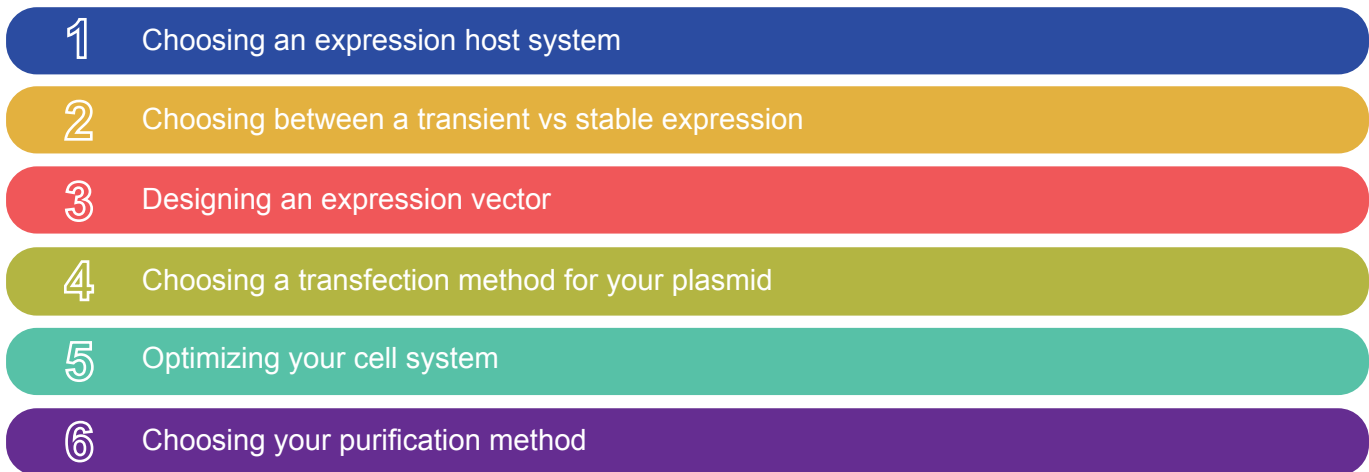 1 Choosing an expression host system
2 Choosing between a transient vs stable expression
3 Designing an expression vector
4 Choosing a transfection method for your plasmid
5 Optimizing your cell system
6 Choosing your purification method